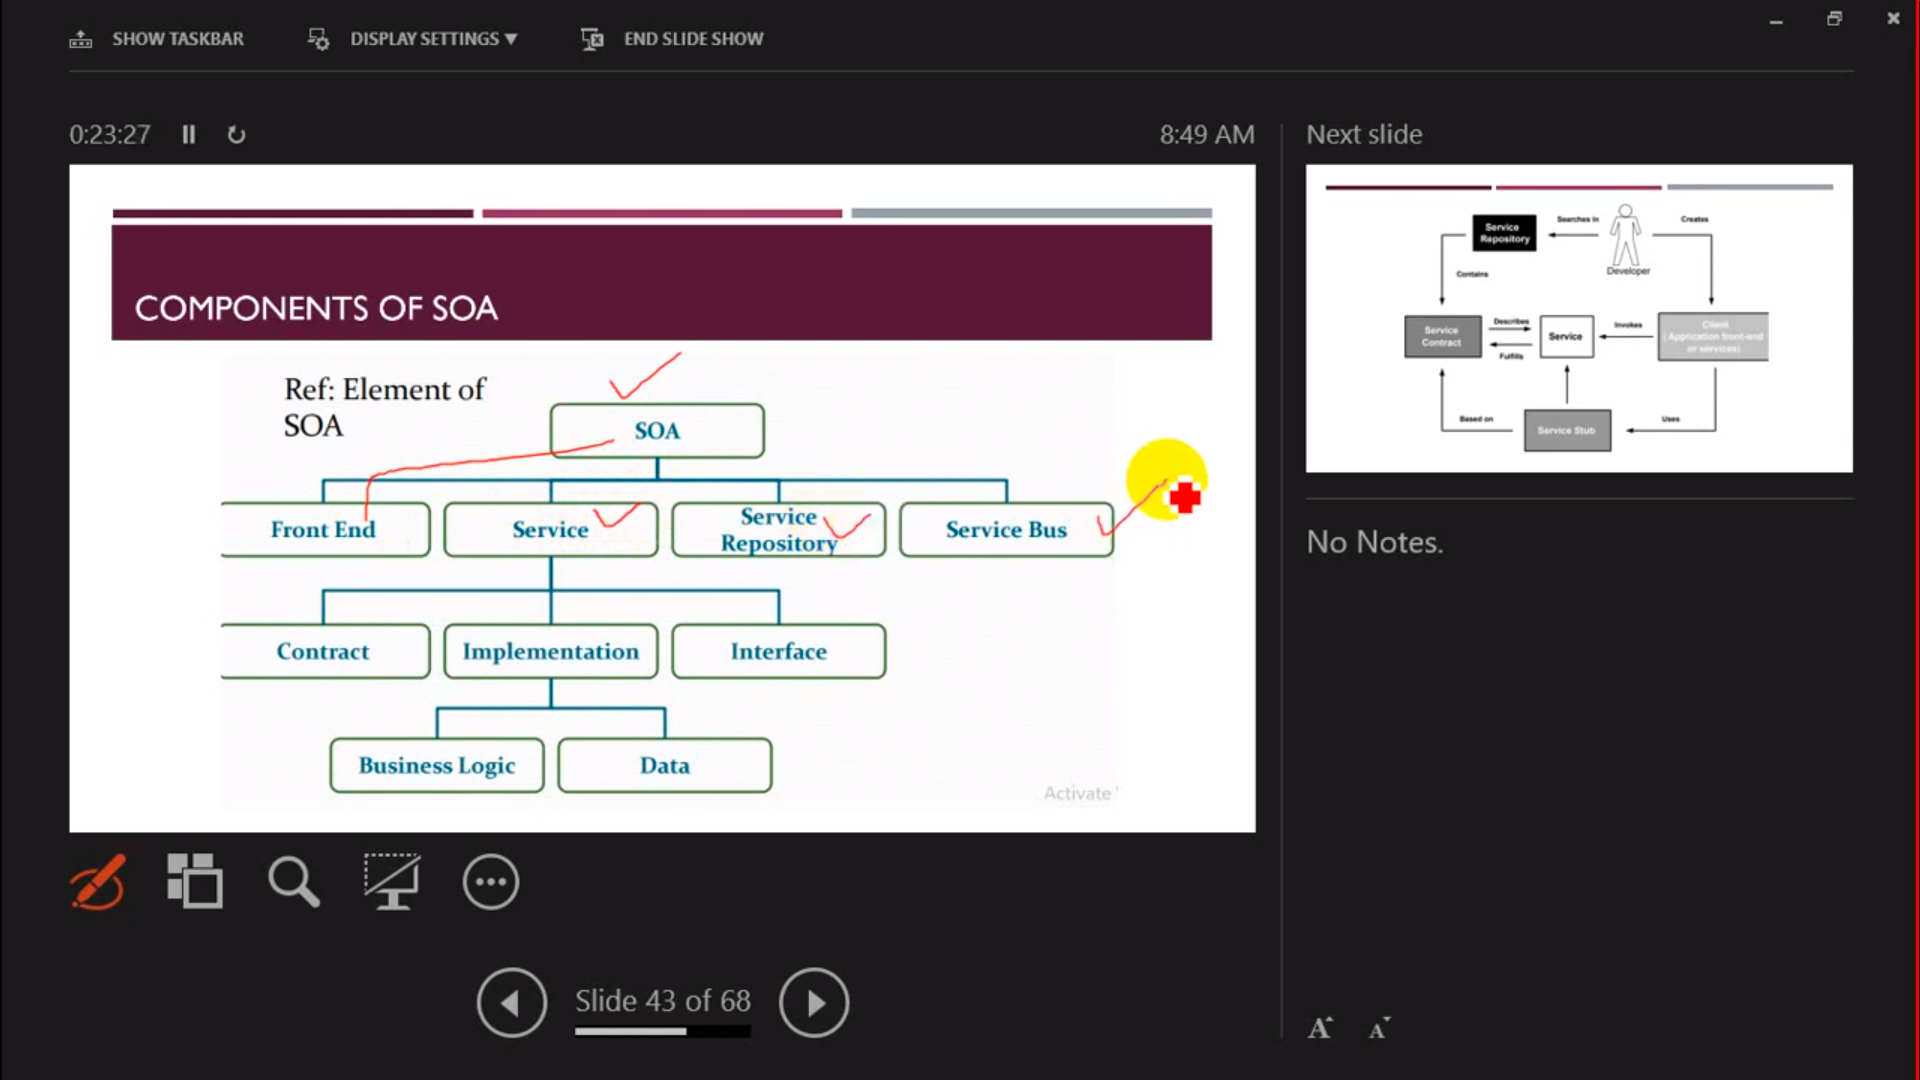 SHOW TASKBAR
DISPLAY SETTINGS ▼
END SLIDE SHOW
0:23:27
8:49 AM
COMPONENTS OF SOA
Ref: Element of
SOA
SOA
Front End
Service
Service
Repository
Service Bus
Contract
Implementation
Interface
Business Logic
Data
Activate
Slide 43 of 68
Next slide
Service
Repository
Searches in
Creates
Developer
Contains
Service
Contract
Describes
Fulfills
Service
Invokes
Client
(Application front-end
or services)
Based on
Service Stub
Uses
No Notes.
A
A